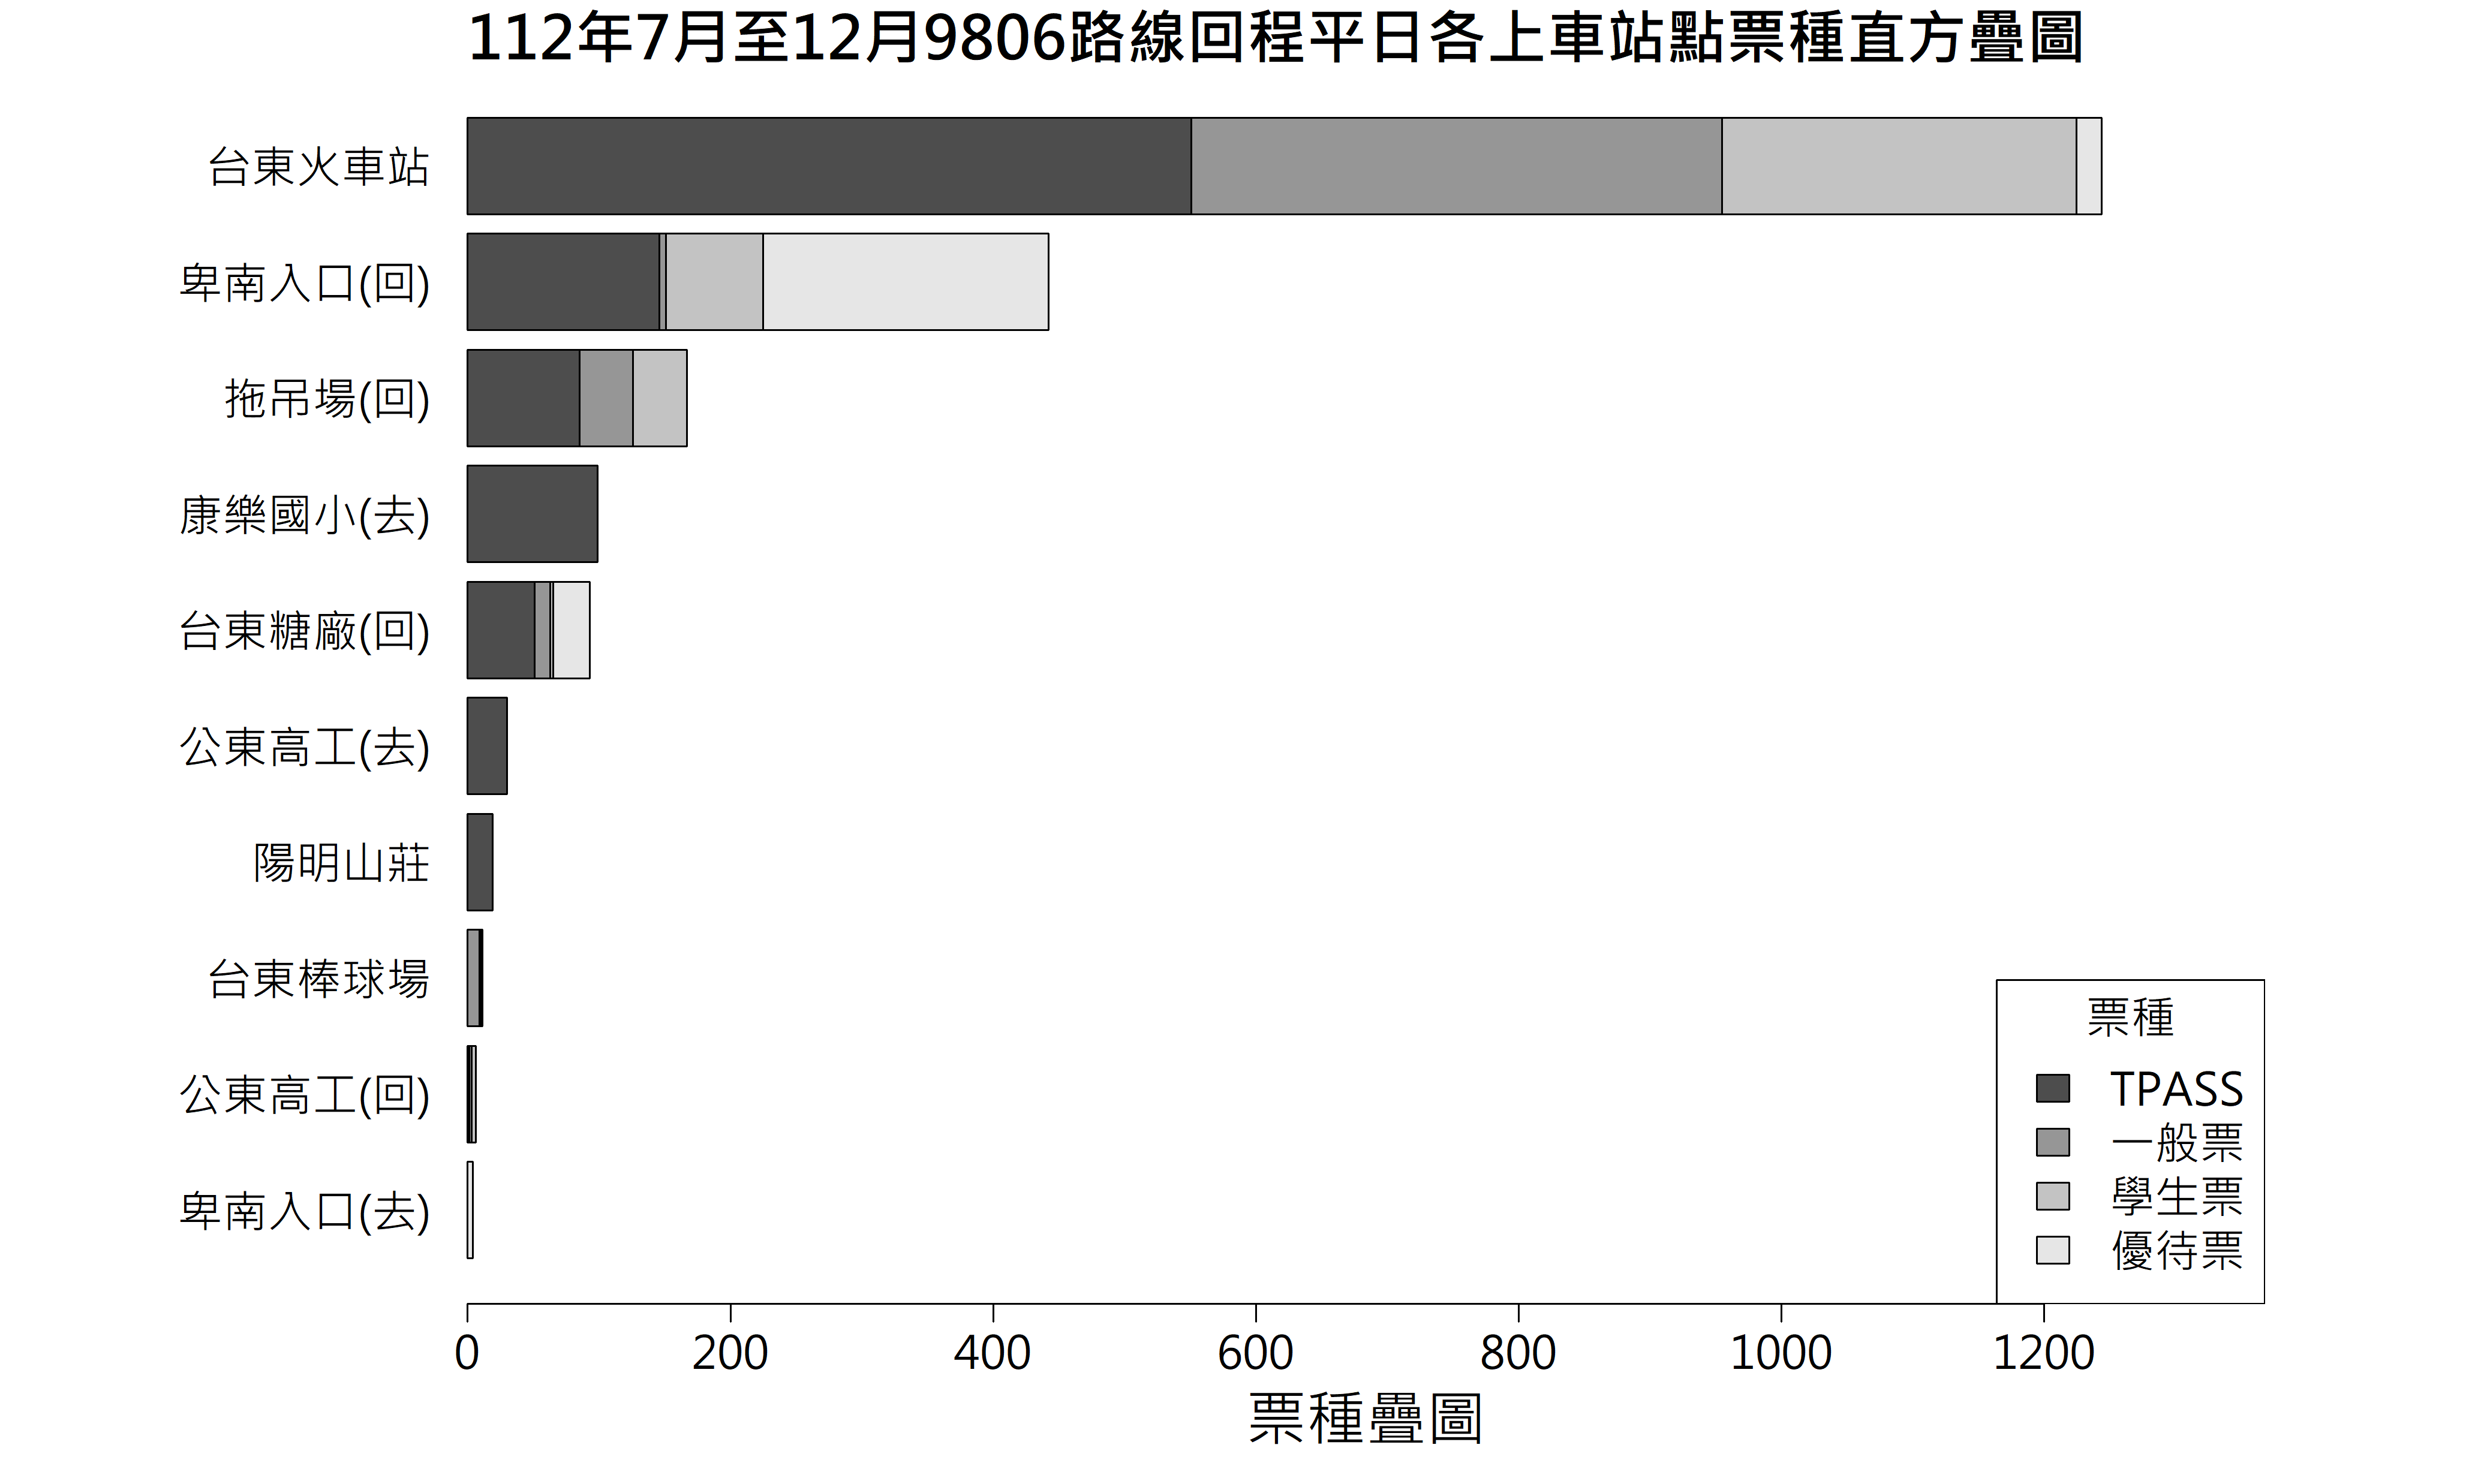 112年7月至12月9806路線回程平日各上車站點票種直方疊圖
台東火車站
卑南入口(回)
拖吊場(回)
康樂國小(去)
台東糖廠(回)
公東高工(去)
陽明山莊
台東棒球場
公東高工(回)
卑南入口(去)
票種
TPASS
一般票
學生票
優待票
0 200 400 600 800 1000 1200
票種疊圖